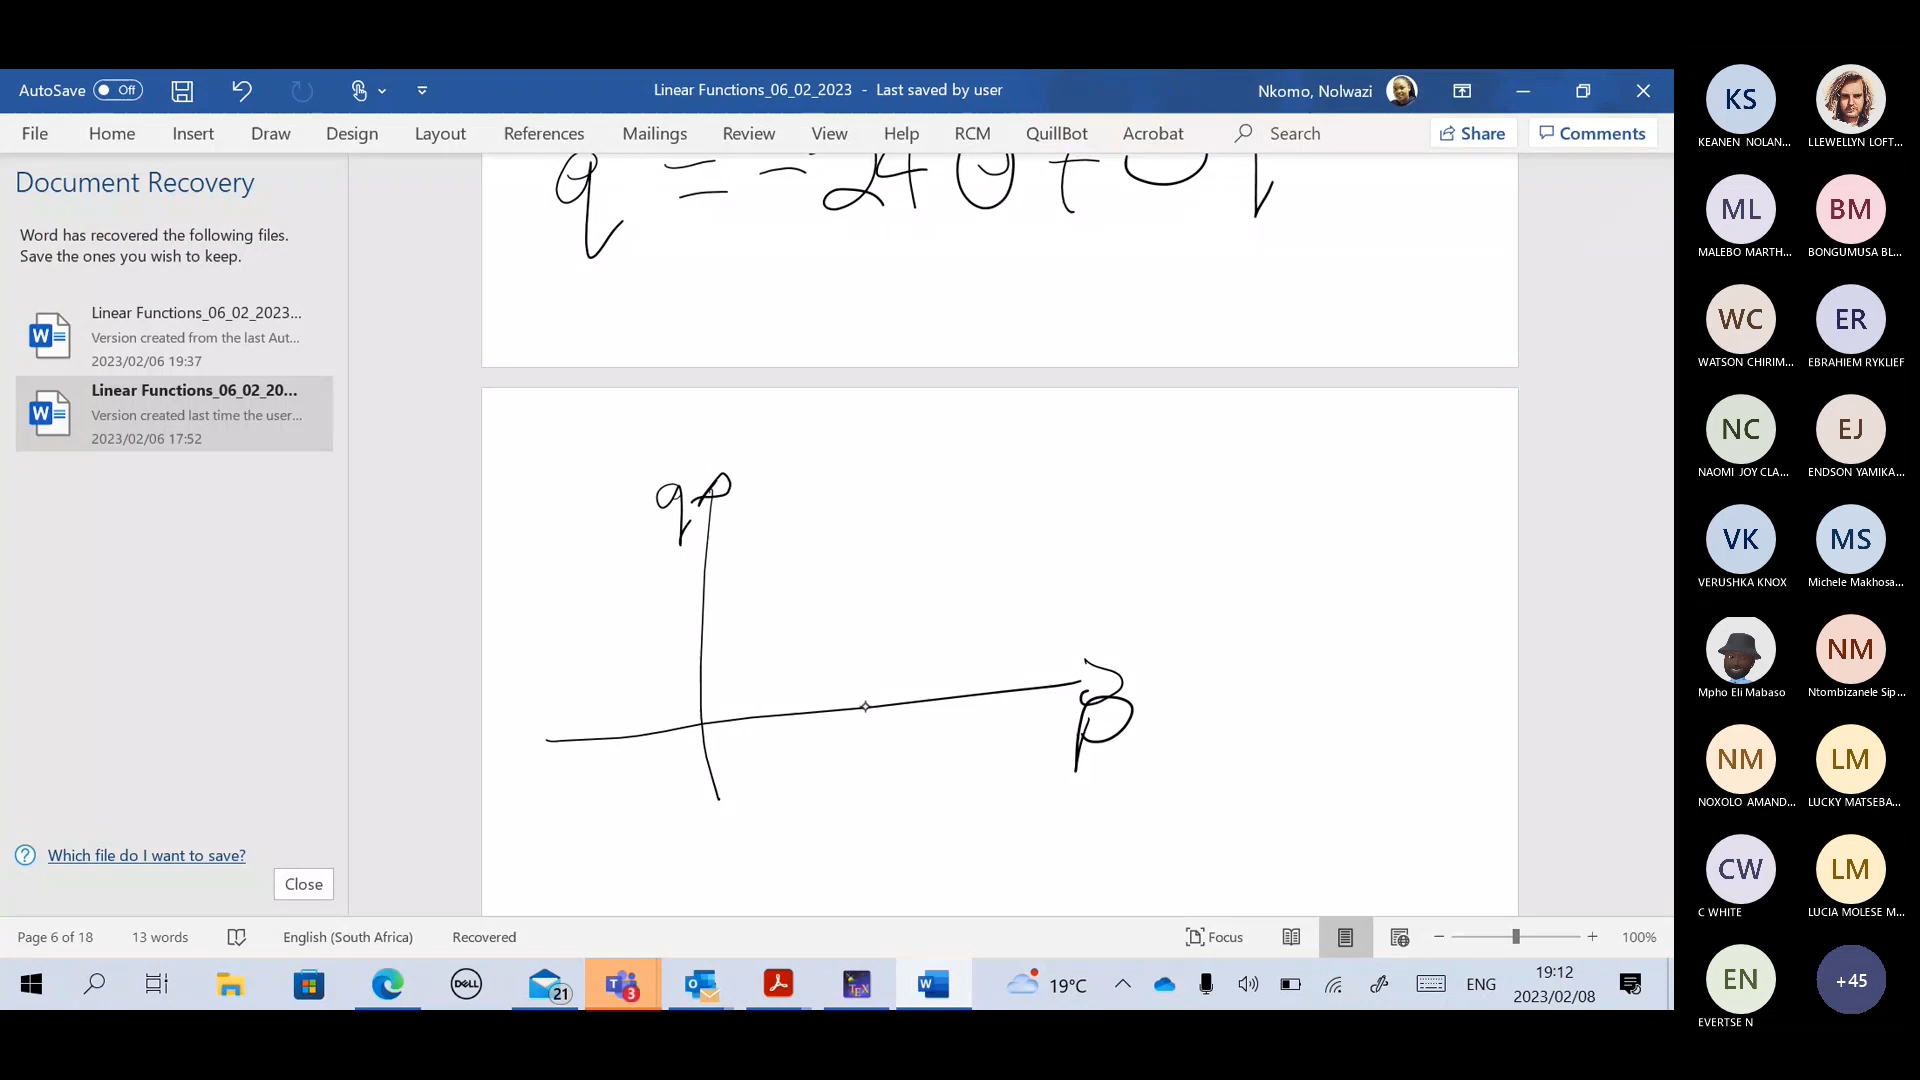 AutoSave Off
Linear Functions_06_02_2023 - Last saved by user
Nkomo, Nolwazi
File Home Insert Draw Design Layout References Mailings Review View Help RCM QuillBot Acrobat Search Share Comments
Document Recovery
Word has recovered the following files.
Save the ones you wish to keep.
Linear Functions_06_02_2023...
Version created from the last Aut...
2023/02/06 19:37
Linear Functions_06_02_20...
Version created last time the user...
2023/02/06 17:52
Which file do I want to save?
Close
q = -240 +
q
p
Page 6 of 18 13 words English (South Africa) Recovered Focus 100%
DELL
21
3
TEX
19°C
ENG
19:12
2023/02/08
KS
KEANEN NOLAN...
LLEWELLYN LOFT...
ML
MALEBO MARTH...
BM
BONGUMUSA BL...
WC
WATSON CHIRIM...
ER
EBRAHIEM RYKLIEF
NC
NAOMI JOY CLA...
EJ
ENDSON YAMIKA...
VK
VERUSHKA KNOX
MS
Michele Makhosa...
Mpho Eli Mabaso
NM
Ntombizanele Sip...
NM
NOXOLO AMAND...
LM
LUCKY MATSEBA...
CW
C WHITE
LM
LUCIA MOLESE M...
EN
EVERTSE N
+45